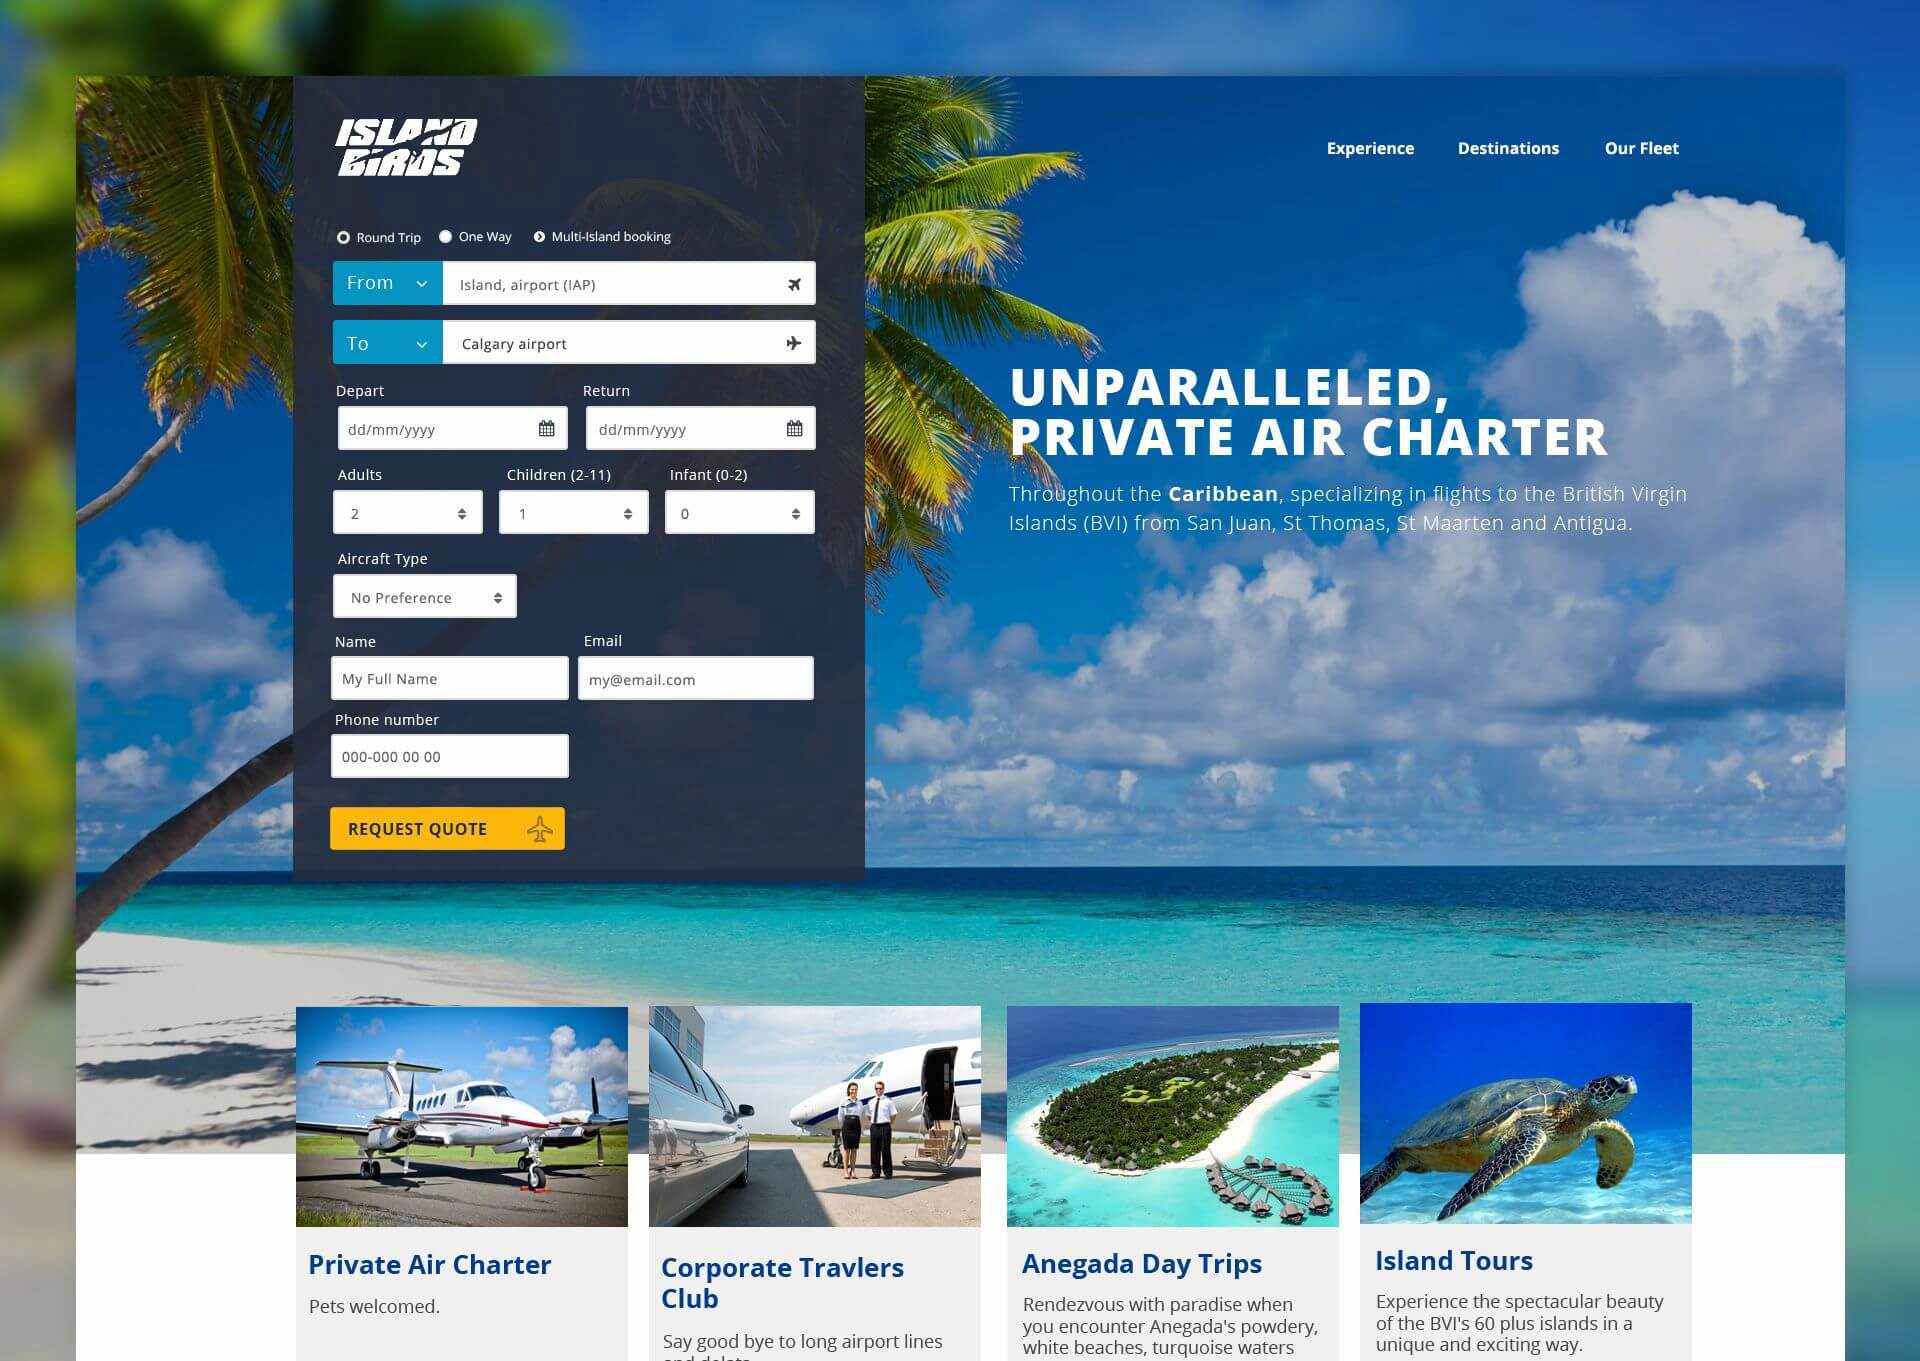 ISLAND
BIRDS
Experience Destinations Our Fleet
Round Trip One Way Multi-Island booking
From Island, airport (IAP)
To Calgary airport
Depart Return
dd/mm/yyyy dd/mm/yyyy
Adults Children (2-11) Infant (0-2)
2 1 0
Aircraft Type
No Preference
Name Email
My Full Name my@email.com
Phone number
000-000 00 00
REQUEST QUOTE
UNPARALLELED,
PRIVATE AIR CHARTER
Throughout the Caribbean, specializing in flights to the British Virgin
Islands (BVI) from San Juan, St Thomas, St Maarten and Antigua.
Private Air Charter
Pets welcomed.
Corporate Travlers
Club
Say good bye to long airport lines
Anegada Day Trips
Rendezvous with paradise when
you encounter Anegada's powdery,
white beaches, turquoise waters
Island Tours
Experience the spectacular beauty
of the BVI's 60 plus islands in a
unique and exciting way.